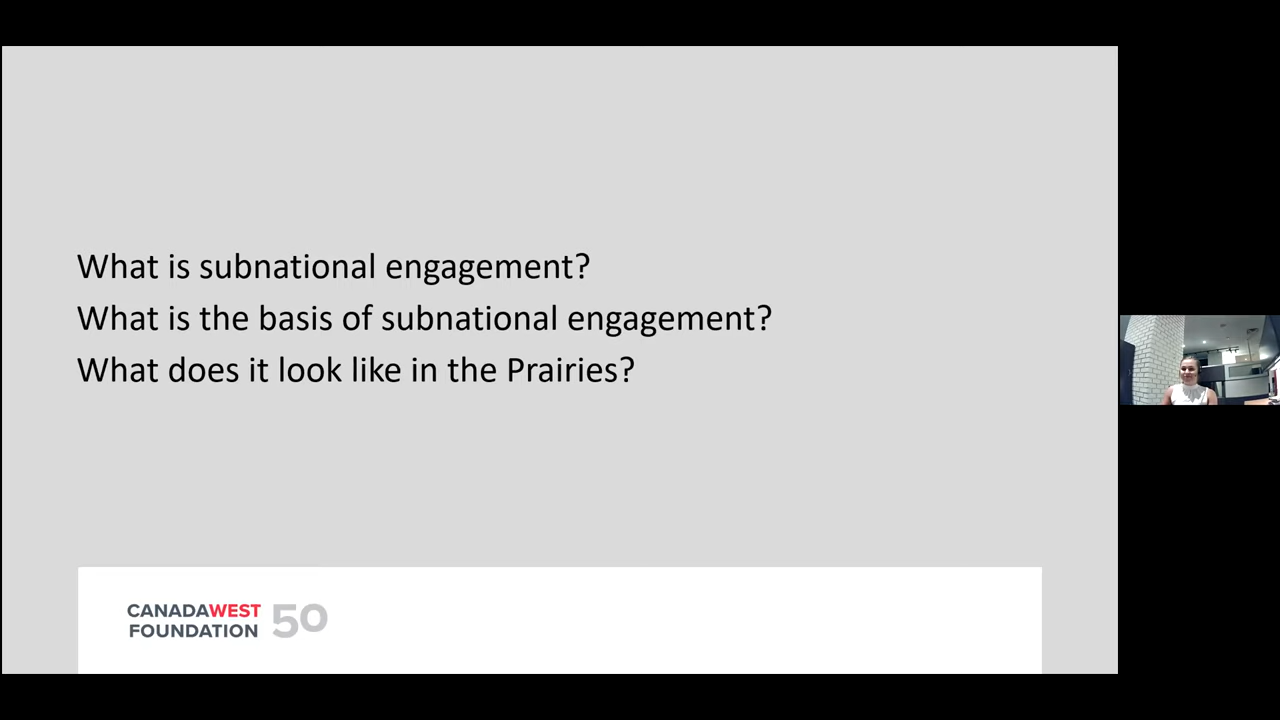 What is subnational engagement?
What is the basis of subnational engagement?
What does it look like in the Prairies?
CANADAWEST
FOUNDATION 50